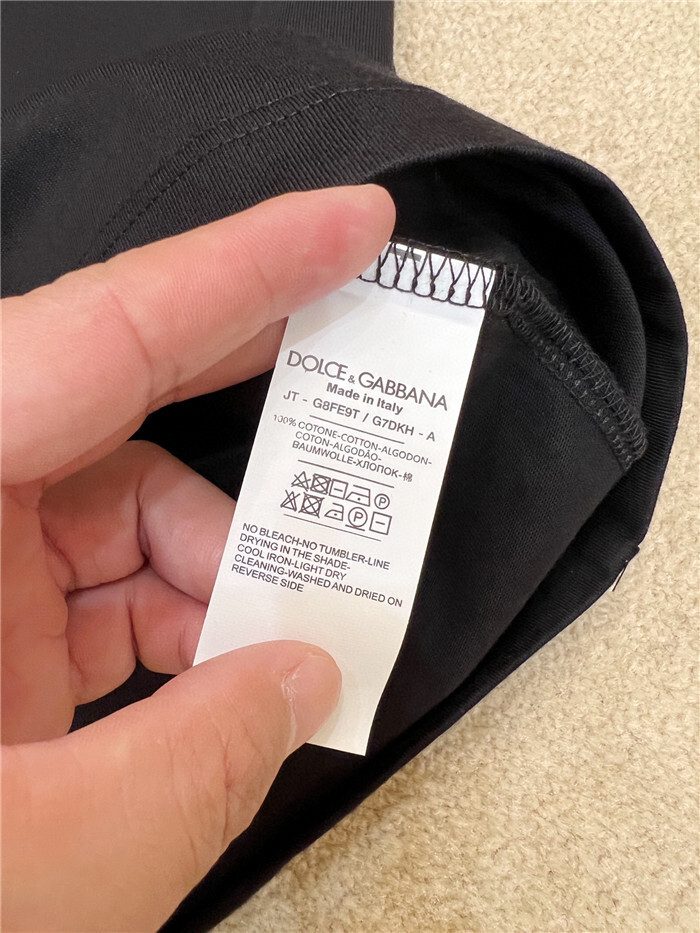 DOLCE & GABBANA
Made in Italy
JT - G8FE9T / G7DKH - A
100% COTONE-COTTON-ALGODON-
COTON-ALGODÃO-
BAUMWOLLE-ХЛОПОК-棉
NO BLEACH-NO TUMBLER-LINE
DRYING IN THE SHADE-
COOL IRON-LIGHT DRY
CLEANING-WASHED AND DRIED ON
REVERSE SIDE